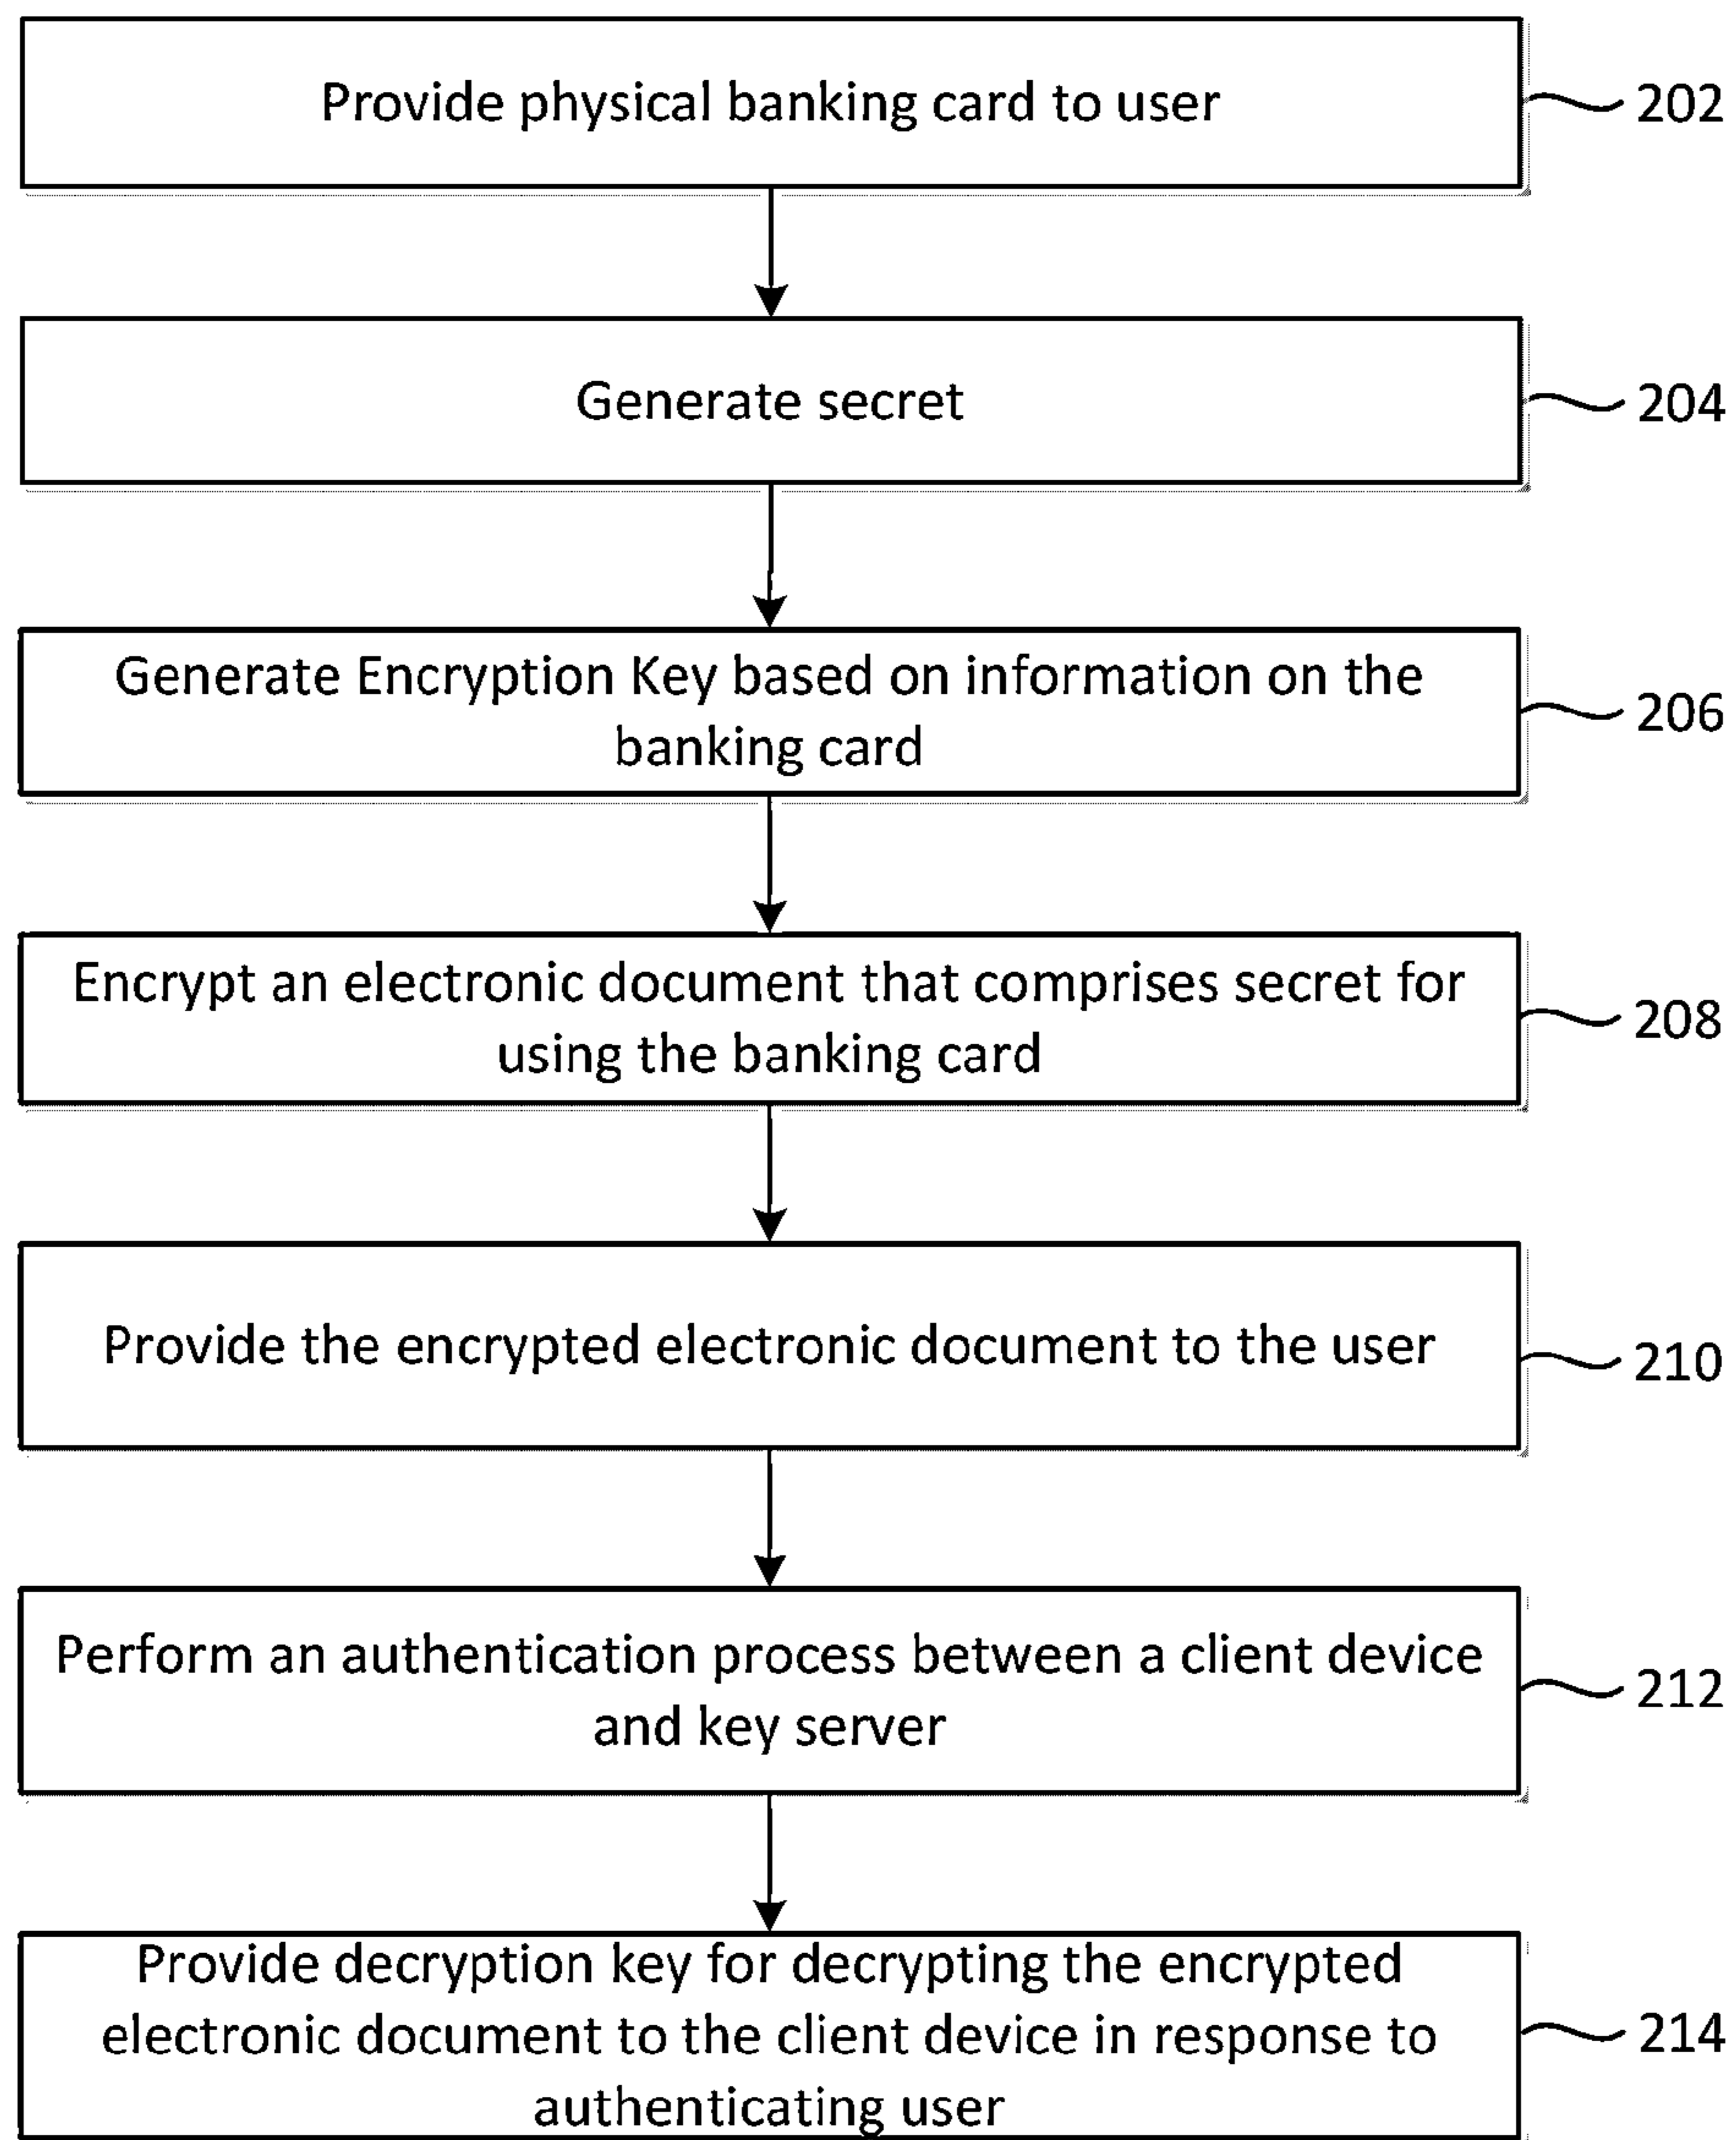 Provide physical banking card to user
202
Generate secret
204
Generate Encryption Key based on information on the
banking card
206
Encrypt an electronic document that comprises secret for
using the banking card
208
Provide the encrypted electronic document to the user
210
Perform an authentication process between a client device
and key server
212
Provide decryption key for decrypting the encrypted
electronic document to the client device in response to
authenticating user
214